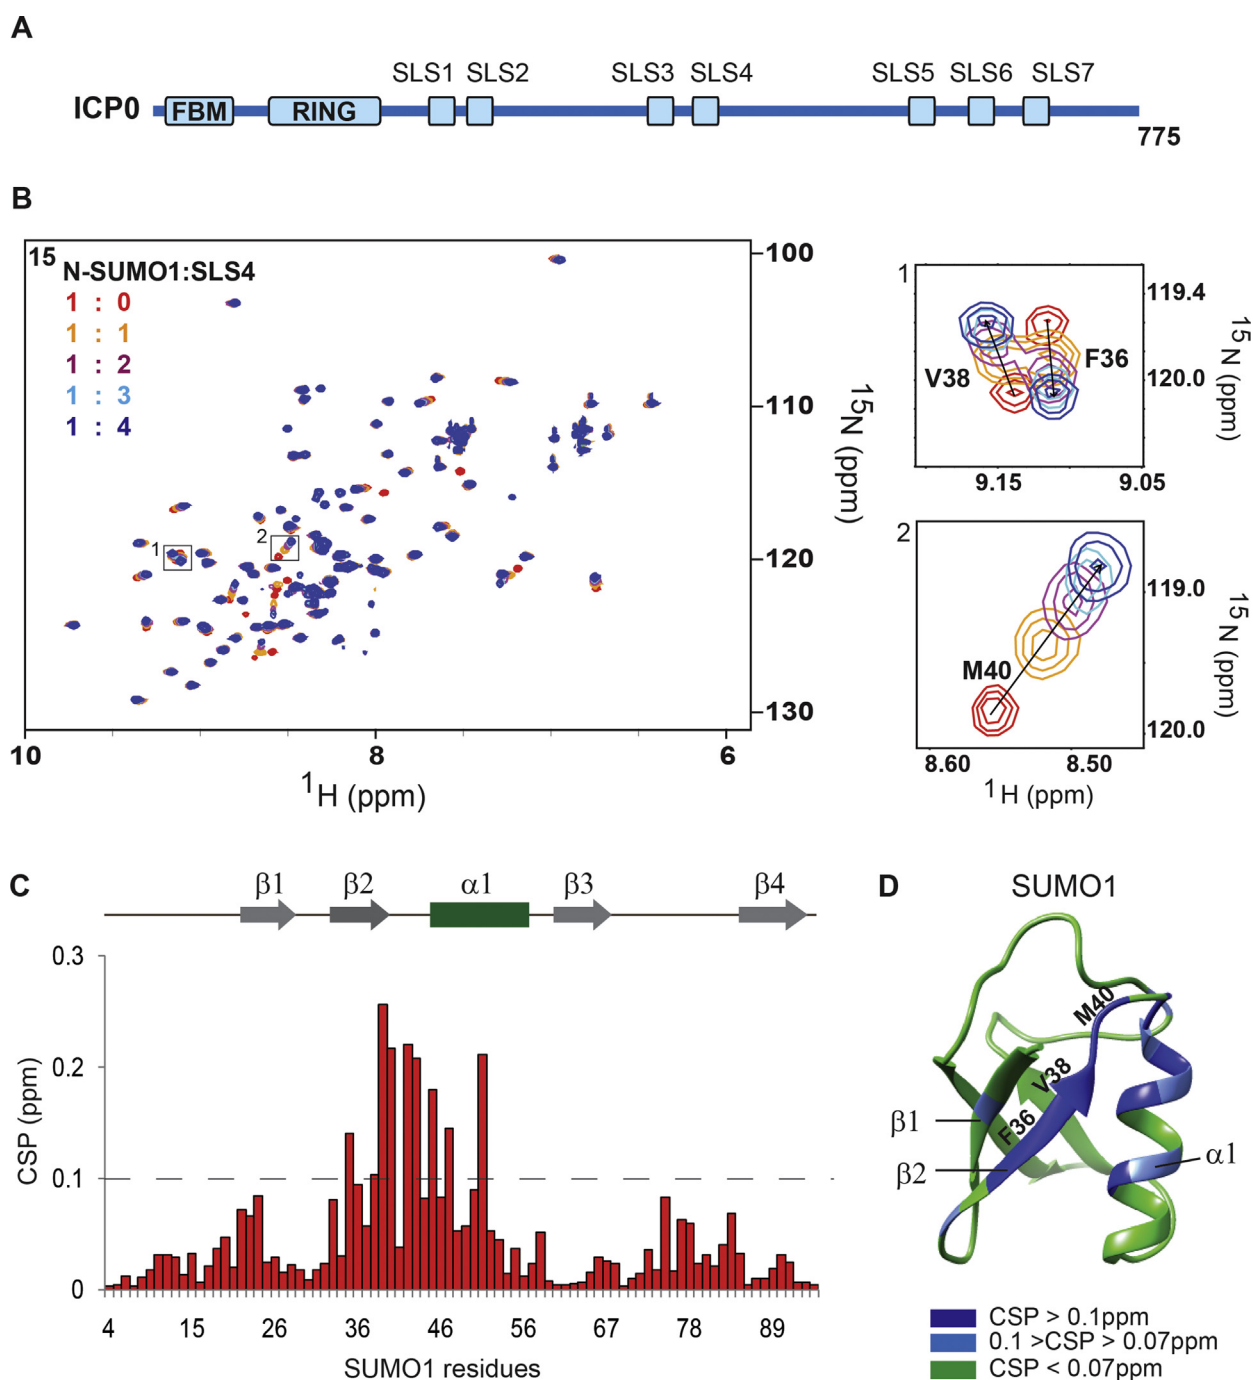 A
SLS1 SLS2 SLS3 SLS4 SLS5 SLS6 SLS7
ICP0 FBM RING
775
B
15
N-SUMO1:SLS4
1 : 0
1 : 1
1 : 2
1 : 3
1 : 4
1
2
100
110
120
130
15N (ppm)
10 8 6
1H (ppm)
1
V38
F36
119.4
120.0
15N (ppm)
9.15 9.05
2
M40
119.0
120.0
15N (ppm)
8.60 8.50
1H (ppm)
C
β1 β2 α1 β3 β4
0.3
0.2
0.1
0
CSP (ppm)
4 15 26 36 46 56 67 78 89
SUMO1 residues
D
SUMO1
M40
V38
F36
β1
β2
α1
CSP > 0.1ppm
0.1 >CSP > 0.07ppm
CSP < 0.07ppm